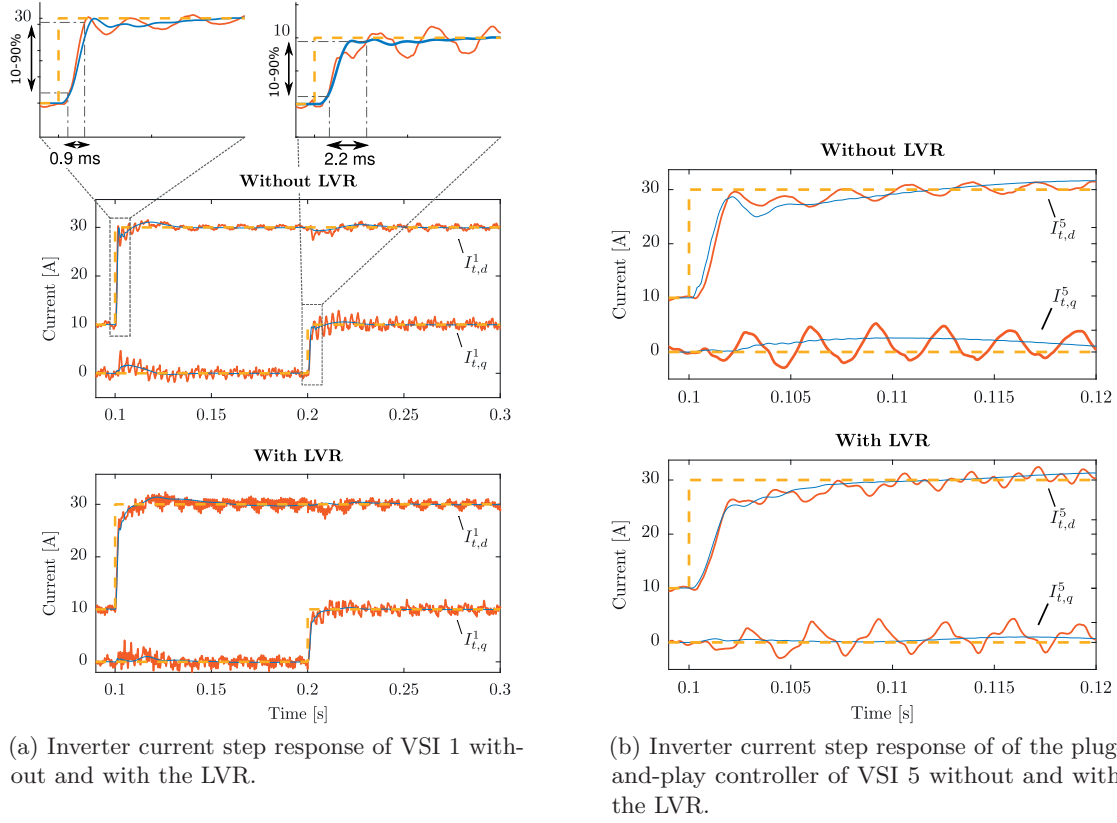 30
10-90%
0.9 ms
10
10-90%
2.2 ms
Without LVR
Current [A]
30
20
10
0
I^1_{t,d}
I^1_{t,q}
0.1
0.15
0.2
0.25
0.3
With LVR
Current [A]
30
20
10
0
I^1_{t,d}
I^1_{t,q}
0.1
0.15
0.2
0.25
0.3
Time [s]
(a) Inverter current step response of VSI 1 with-
out and with the LVR.
Without LVR
Current [A]
30
20
10
0
I^5_{t,d}
I^5_{t,q}
0.1
0.105
0.11
0.115
0.12
With LVR
Current [A]
30
20
10
0
I^5_{t,d}
I^5_{t,q}
0.1
0.105
0.11
0.115
0.12
Time [s]
(b) Inverter current step response of of the plug
and-play controller of VSI 5 without and with
the LVR.